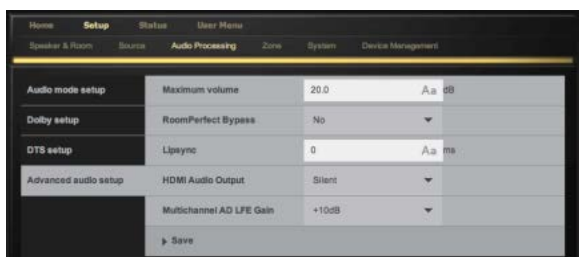 Home Setup Status User Menu
Speaker & Room Source Audio Processing Zone System Device Management
Audio mode setup Maximum volume 20.0 Aa dB
Dolby setup RoomPerfect Bypass No
DTS setup Lipsync 0 Aa ms
Advanced audio setup HDMI Audio Output Silent
Multichannel AD LFE Gain +10dB
Save